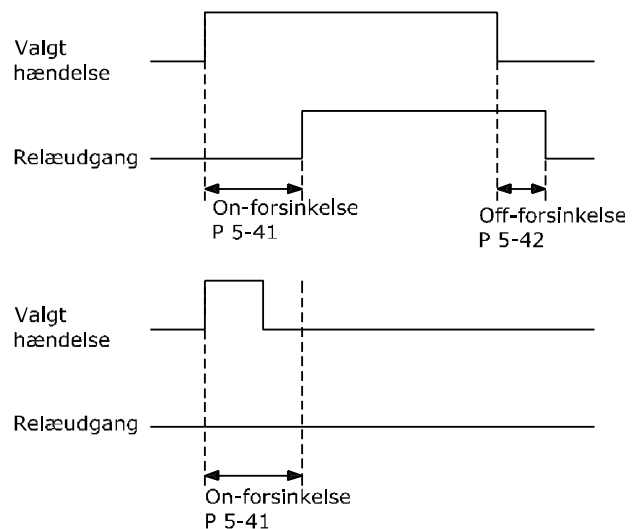 Valgt
hændelse
Relæudgang
On-forsinkelse
P 5-41
Off-forsinkelse
P 5-42
Valgt
hændelse
Relæudgang
On-forsinkelse
P 5-41